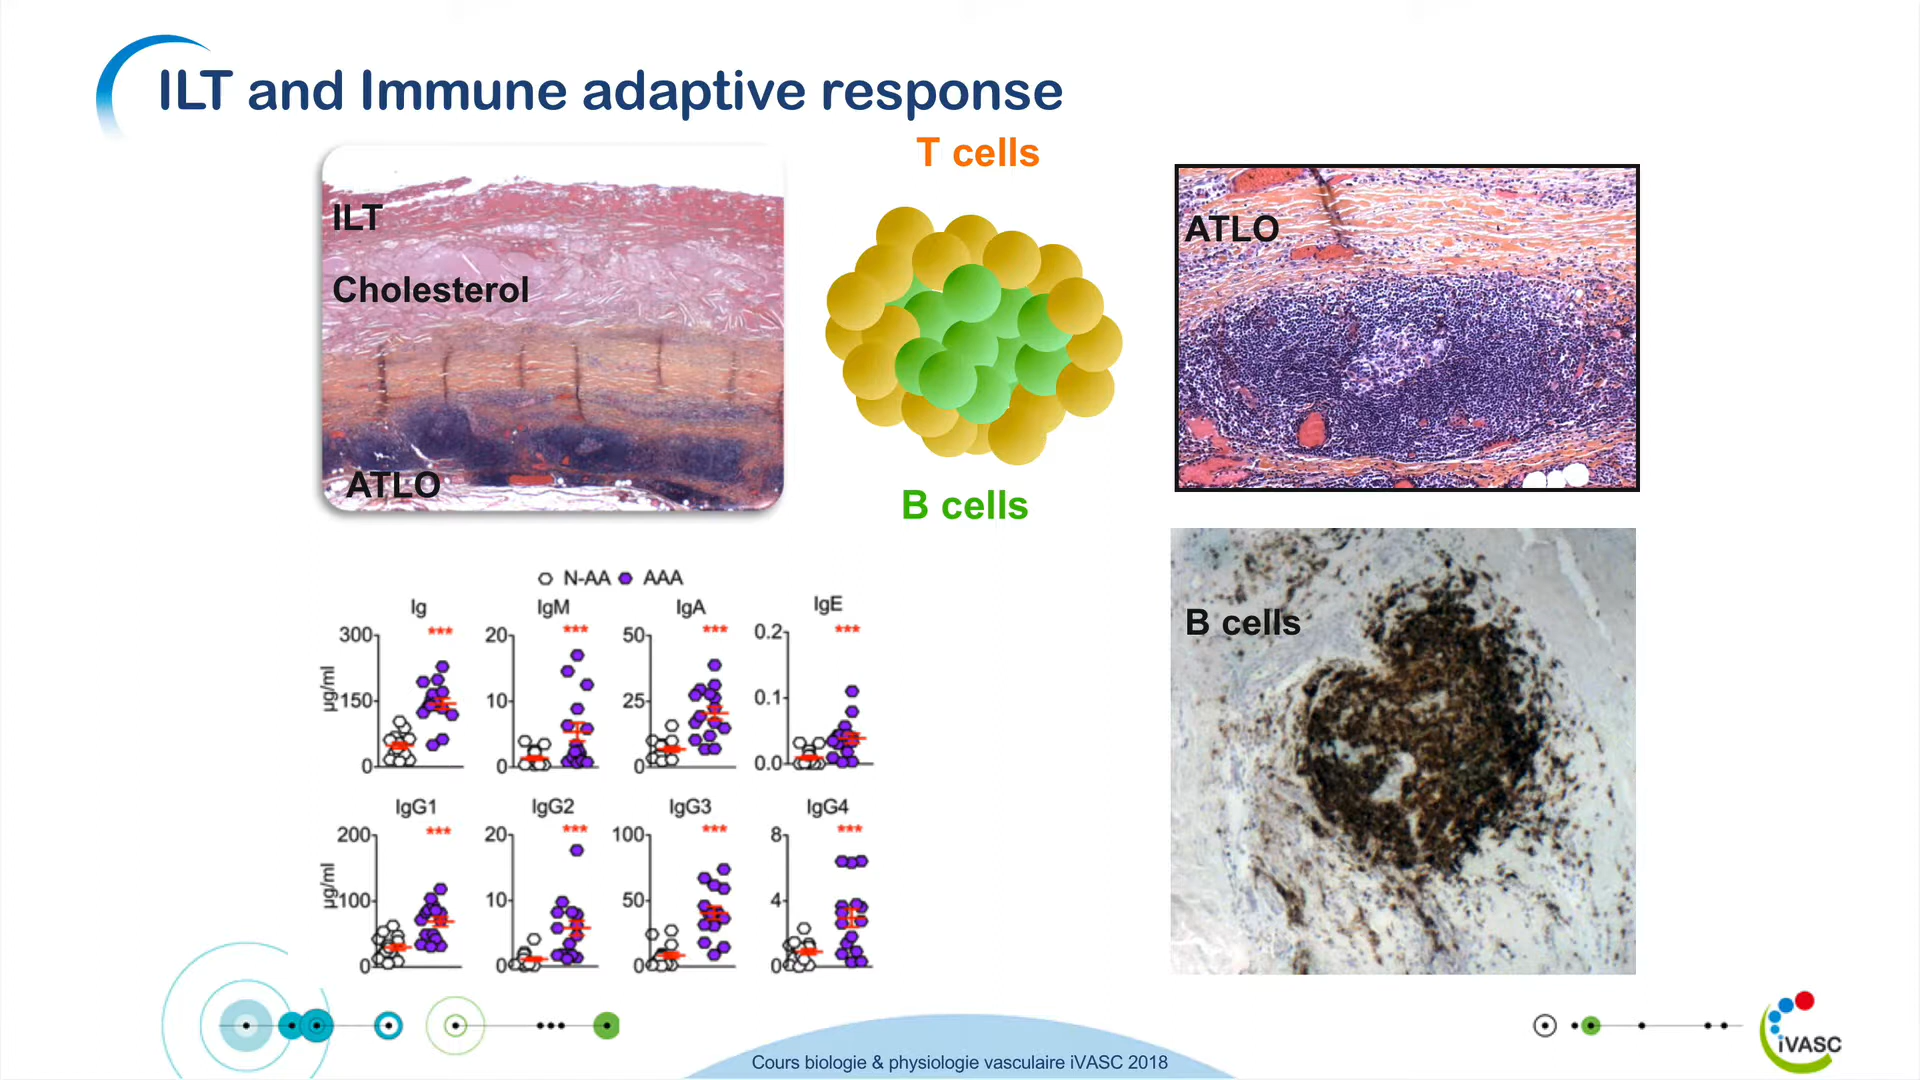 ILT and Immune adaptive response
T cells
ILT
Cholesterol
ATLO
B cells
ATLO
B cells
N-AA AAA
Ig IgM IgA IgE
*** *** *** ***
µg/ml
300 20 50 0.2
150 10 25 0.1
0 0 0 0.0
IgG1 IgG2 IgG3 IgG4
*** *** *** ***
µg/ml
200 20 100 8
100 10 50 4
0 0 0 0
Cours biologie & physiologie vasculaire iVASC 2018
iVASC